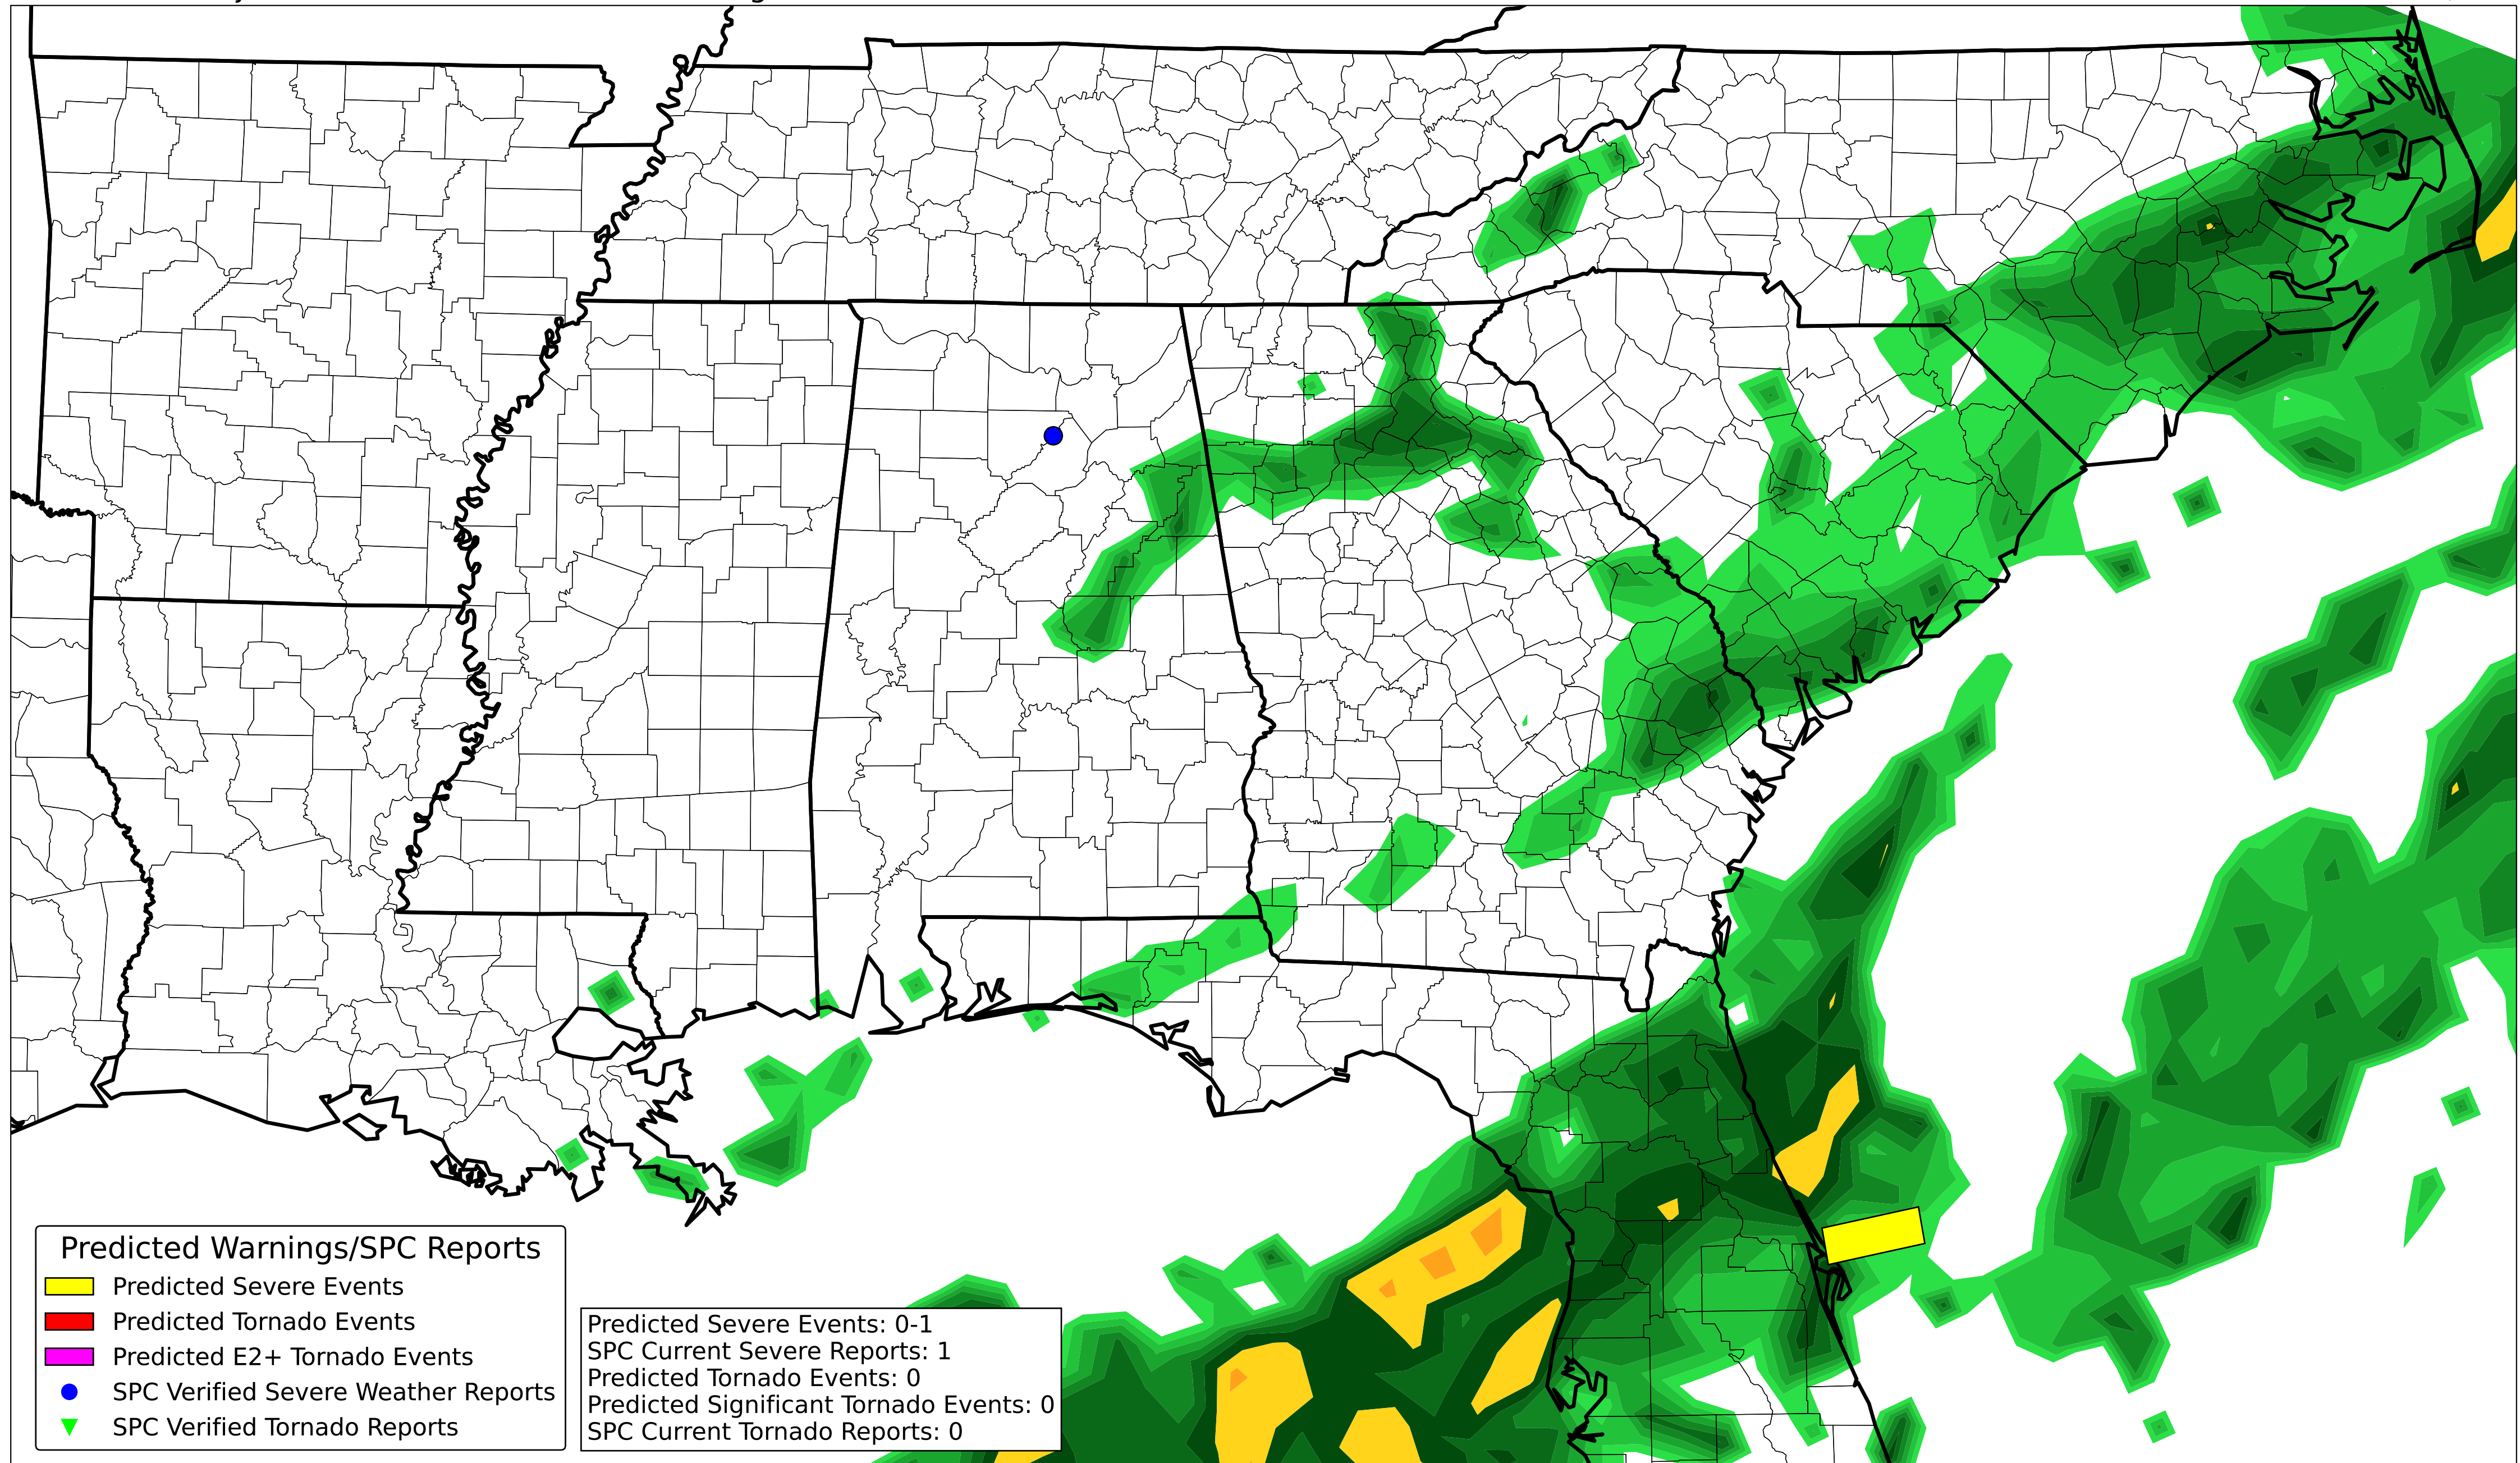 Predicted Warnings/SPC Reports
Predicted Severe Events
Predicted Tornado Events
Predicted E2+ Tornado Events
SPC Verified Severe Weather Reports
SPC Verified Tornado Reports
Predicted Severe Events: 0-1
SPC Current Severe Reports: 1
Predicted Tornado Events: 0
Predicted Significant Tornado Events: 0
SPC Current Tornado Reports: 0